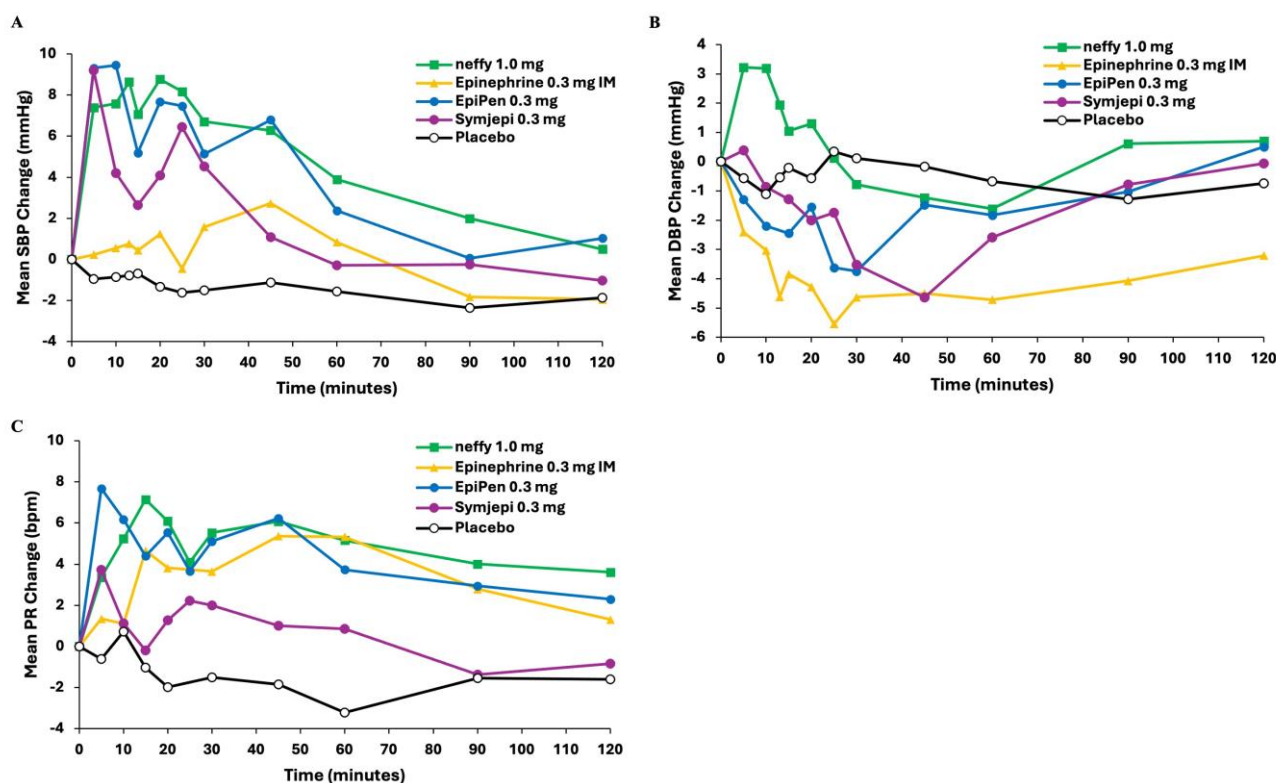 A
10
8
6
4
2
0
-2
-4
Mean SBP Change (mmHg)
neffy 1.0 mg
Epinephrine 0.3 mg IM
EpiPen 0.3 mg
Symjepi 0.3 mg
Placebo
0 10 20 30 40 50 60 70 80 90 100 110 120
Time (minutes)
B
4
3
2
1
0
-1
-2
-3
-4
-5
-6
Mean DBP Change (mmHg)
neffy 1.0 mg
Epinephrine 0.3 mg IM
EpiPen 0.3 mg
Symjepi 0.3 mg
Placebo
0 10 20 30 40 50 60 70 80 90 100 110 120
Time (minutes)
C
10
8
6
4
2
0
-2
-4
Mean PR Change (bpm)
neffy 1.0 mg
Epinephrine 0.3 mg IM
EpiPen 0.3 mg
Symjepi 0.3 mg
Placebo
0 10 20 30 40 50 60 70 80 90 100 110 120
Time (minutes)